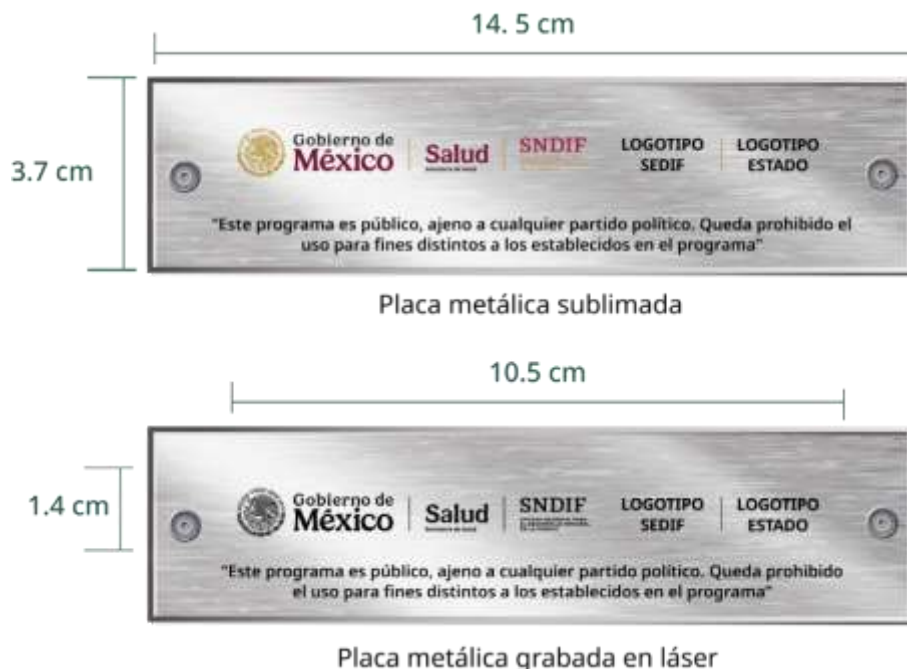 14. 5 cm
3.7 cm
Gobierno de
México
Salud
SNDIF
LOGOTIPO
SEDIF
LOGOTIPO
ESTADO
"Este programa es público, ajeno a cualquier partido político. Queda prohibido el
uso para fines distintos a los establecidos en el programa"
Placa metálica sublimada
10.5 cm
1.4 cm
Gobierno de
México
Salud
SNDIF
LOGOTIPO
SEDIF
LOGOTIPO
ESTADO
"Este programa es público, ajeno a cualquier partido político. Queda prohibido
el uso para fines distintos a los establecidos en el programa"
Placa metálica grabada en láser